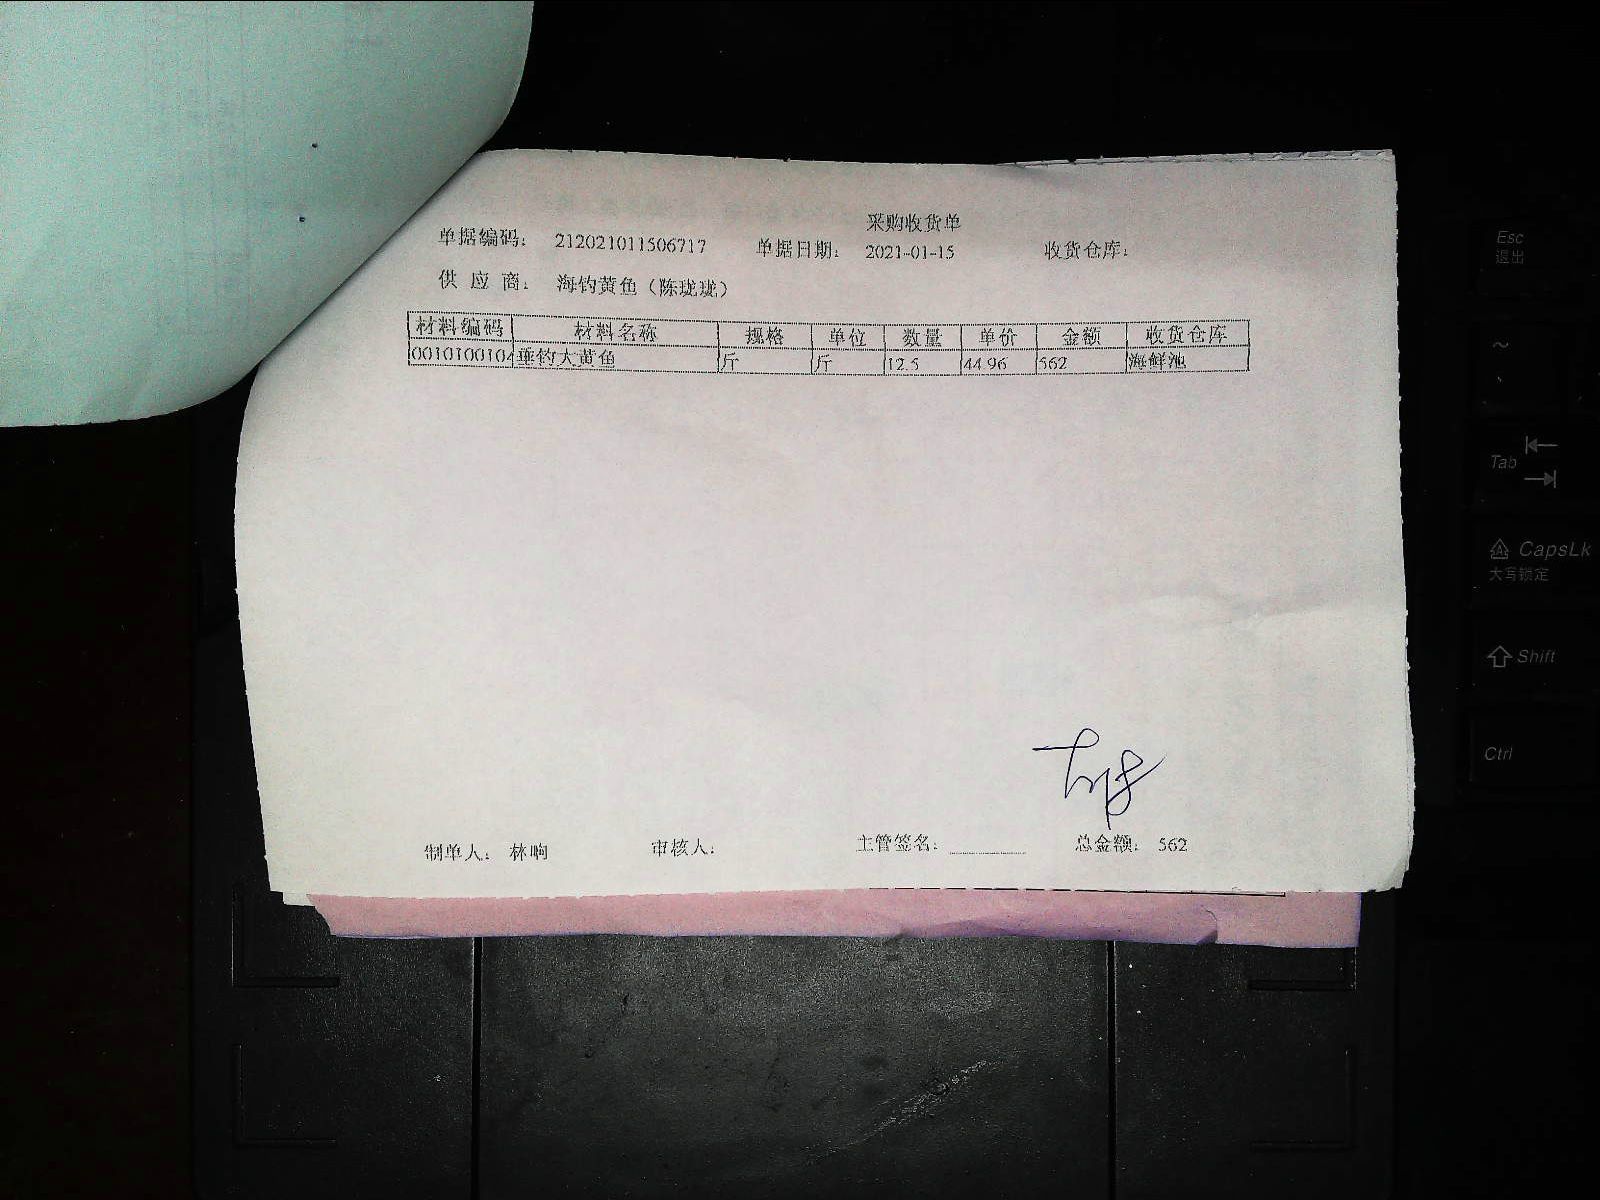 采购收货单
单据编码: 212021011506717 单据日期: 2021-01-15 收货仓库:
供 应 商: 海钓黄鱼（陈珑珑）
材料编码 材料名称 规格 单位 数量 单价 金额 收货仓库
0010100104 垂钓大黄鱼 斤 斤 12.5 44.96 562 海鲜池
制单人: 林 审核人: 主管签名: 总金额: 562
Esc
退出
~
Tab
CapsLk
大写锁定
Shift
Ctrl